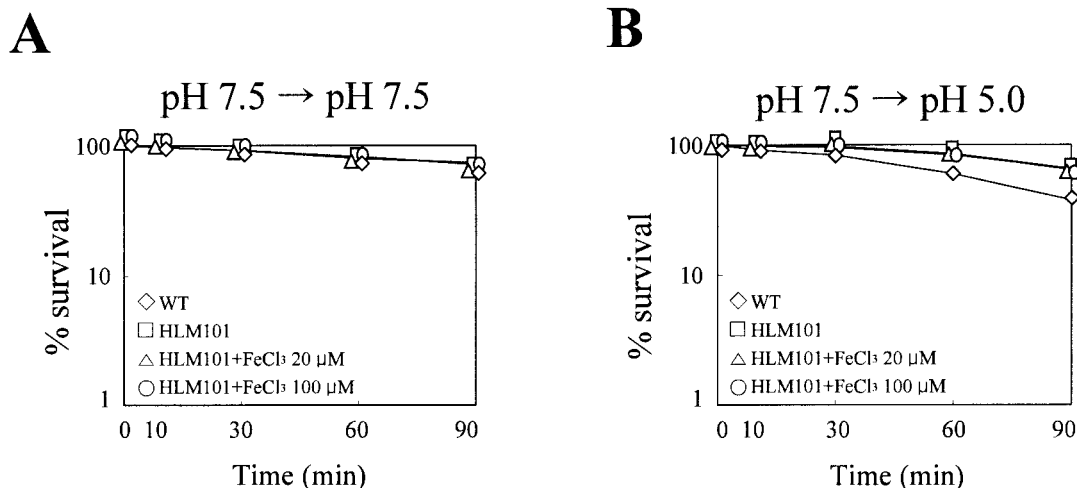 A
pH 7.5 → pH 7.5
% survival
100
10
1
WT
HLM101
HLM101+FeCl3 20 μM
HLM101+FeCl3 100 μM
0 10 30 60 90
Time (min)
B
pH 7.5 → pH 5.0
% survival
100
10
1
WT
HLM101
HLM101+FeCl3 20 μM
HLM101+FeCl3 100 μM
0 10 30 60 90
Time (min)